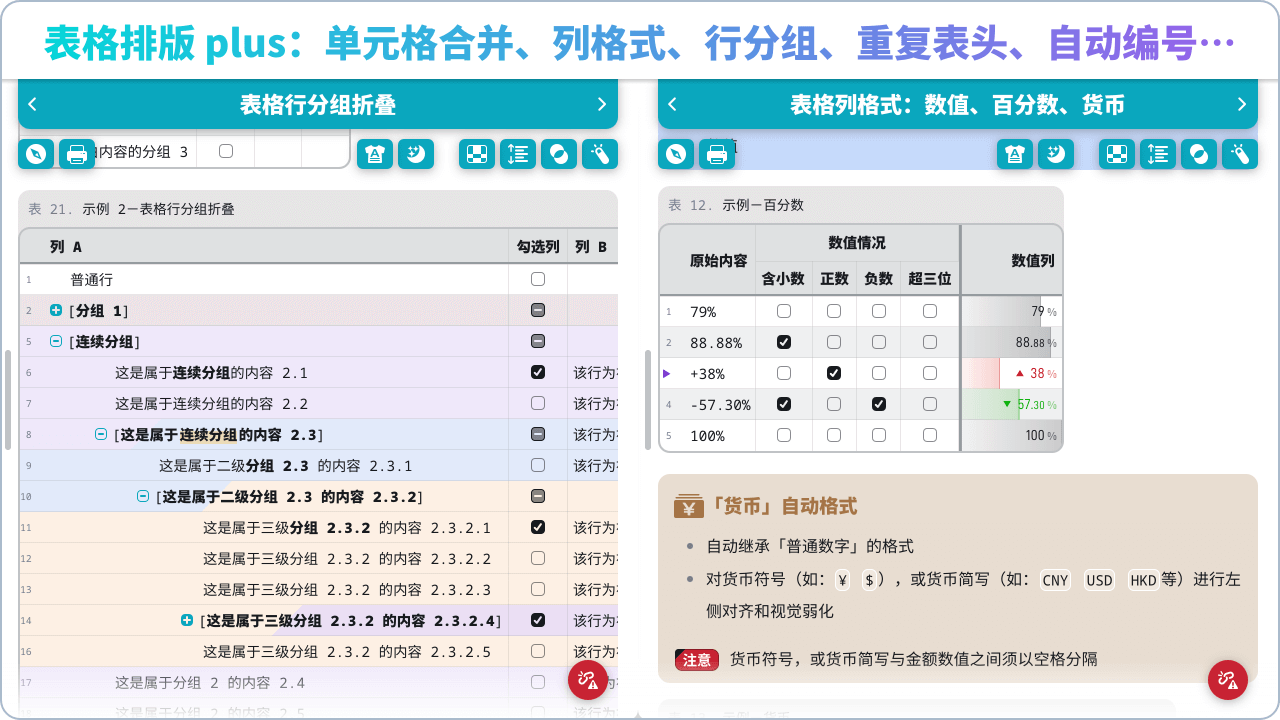 表格排版 plus：单元格合并、列格式、行分组、重复表头、自动编号…
表格行分组折叠
内容的分组 3
表 21. 示例 2—表格行分组折叠
列 A 勾选列 列 B
1 普通行
2 [分组 1]
5 [连续分组]
6 这是属于连续分组的内容 2.1 该行为
7 这是属于连续分组的内容 2.2 该行为
8 [这是属于连续分组的内容 2.3]
9 这是属于二级分组 2.3 的内容 2.3.1 该行为
10 [这是属于二级分组 2.3 的内容 2.3.2]
11 这是属于三级分组 2.3.2 的内容 2.3.2.1 该行为
12 这是属于三级分组 2.3.2 的内容 2.3.2.2 该行为
13 这是属于三级分组 2.3.2 的内容 2.3.2.3 该行为
14 [这是属于三级分组 2.3.2 的内容 2.3.2.4] 该行为
16 这是属于三级分组 2.3.2 的内容 2.3.2.5 该行为
17 这是属于分组 2 的内容 2.4
18 这是属于分组 2 的内容 2.5
表格列格式：数值、百分数、货币
表 12. 示例—百分数
原始内容 数值情况 数值列
含小数 正数 负数 超三位
1 79% 79 %
2 88.88% 88.88 %
+38% ▲ 38 %
4 -57.30% ▼ 57.30 %
5 100% 100 %
「货币」自动格式
• 自动继承「普通数字」的格式
• 对货币符号（如：¥ $），或货币简写（如：CNY USD HKD等）进行左
侧对齐和视觉弱化
注意 货币符号，或货币简写与金额数值之间须以空格分隔